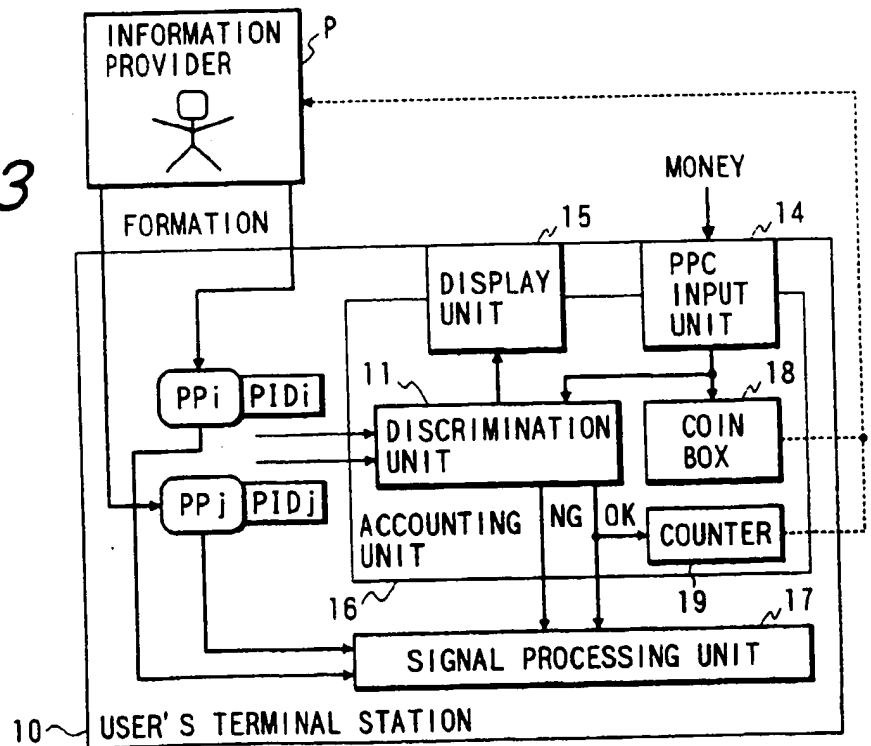 INFORMATION
PROVIDER
P
3
FORMATION
MONEY
15
14
DISPLAY
UNIT
PPC
INPUT
UNIT
11
18
PPi
PIDi
DISCRIMINATION
UNIT
COIN
BOX
PPj
PIDj
ACCOUNTING
UNIT
NG
OK
COUNTER
16
19
17
SIGNAL PROCESSING UNIT
10
USER'S TERMINAL STATION